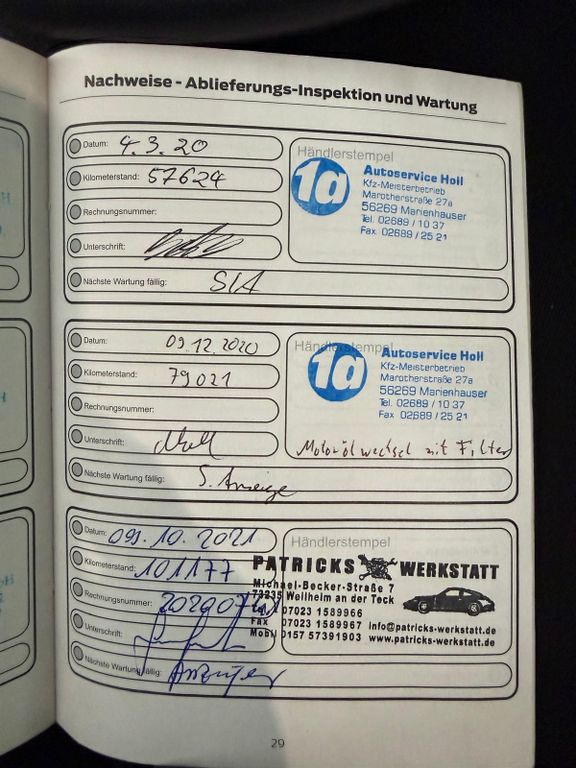 Nachweise - Ablieferungs-Inspektion und Wartung
Datum: 4.3.20
Kilometerstand: 57624
Rechnungsnummer:
Unterschrift:
Nächste Wartung fällig: SIA
Händlerstempel
1a
Autoservice Holl
Kfz-Meisterbetrieb
Marotherstraße 27a
56269 Marienhauser
Tel. 02689 / 10 37
Fax 02689 / 25 21
Datum: 09.12.2020
Kilometerstand: 79021
Rechnungsnummer:
Unterschrift:
Nächste Wartung fällig: S. Anzeige
Händlerstempel
1a
Autoservice Holl
Kfz-Meisterbetrieb
Marotherstraße 27a
56269 Marienhauser
Tel. 02689 / 10 37
Fax 02689 / 25 21
Motorölwechsel mit Filter
Datum: 09.10.2021
Kilometerstand: 101177
Rechnungsnummer:
Unterschrift:
Nächste Wartung fällig:
Händlerstempel
PATRICKS WERKSTATT
Michael-Becker-Straße 7
73235 Weilheim an der Teck
07023 1589966
Fax 07023 1589967 info@patricks-werkstatt.de
Mobil 0157 57391903 www.patricks-werkstatt.de
29